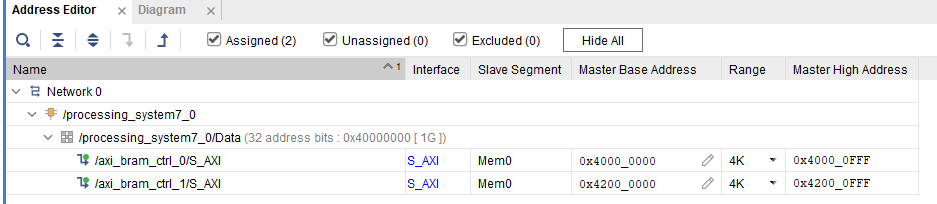 Address Editor × Diagram ×
Assigned (2) Unassigned (0) Excluded (0) Hide All
Name 1 Interface Slave Segment Master Base Address Range Master High Address
Network 0
/processing_system7_0
/processing_system7_0/Data (32 address bits : 0x40000000 [ 1G ])
/axi_bram_ctrl_0/S_AXI S_AXI Mem0 0x4000_0000 4K 0x4000_0FFF
/axi_bram_ctrl_1/S_AXI S_AXI Mem0 0x4200_0000 4K 0x4200_0FFF